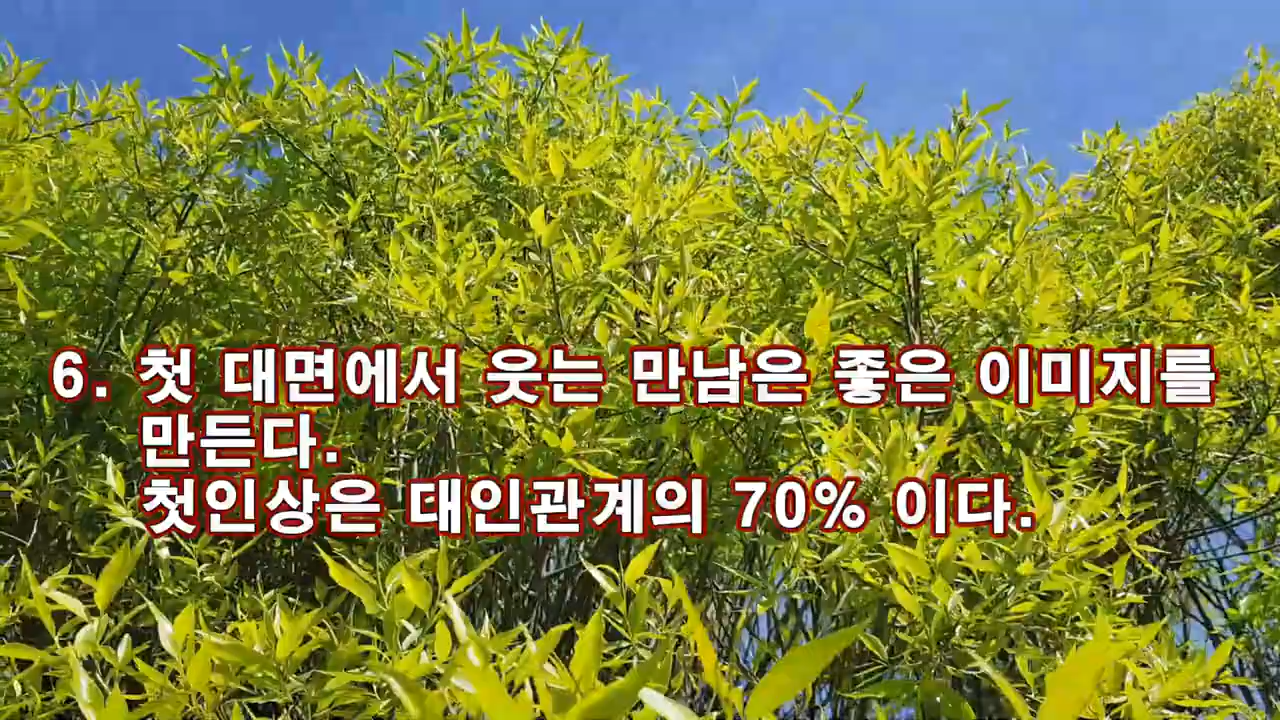 6. 첫 대면에서 웃는 만남은 좋은 이미지를
만든다.
첫인상은 대인관계의 70% 이다.